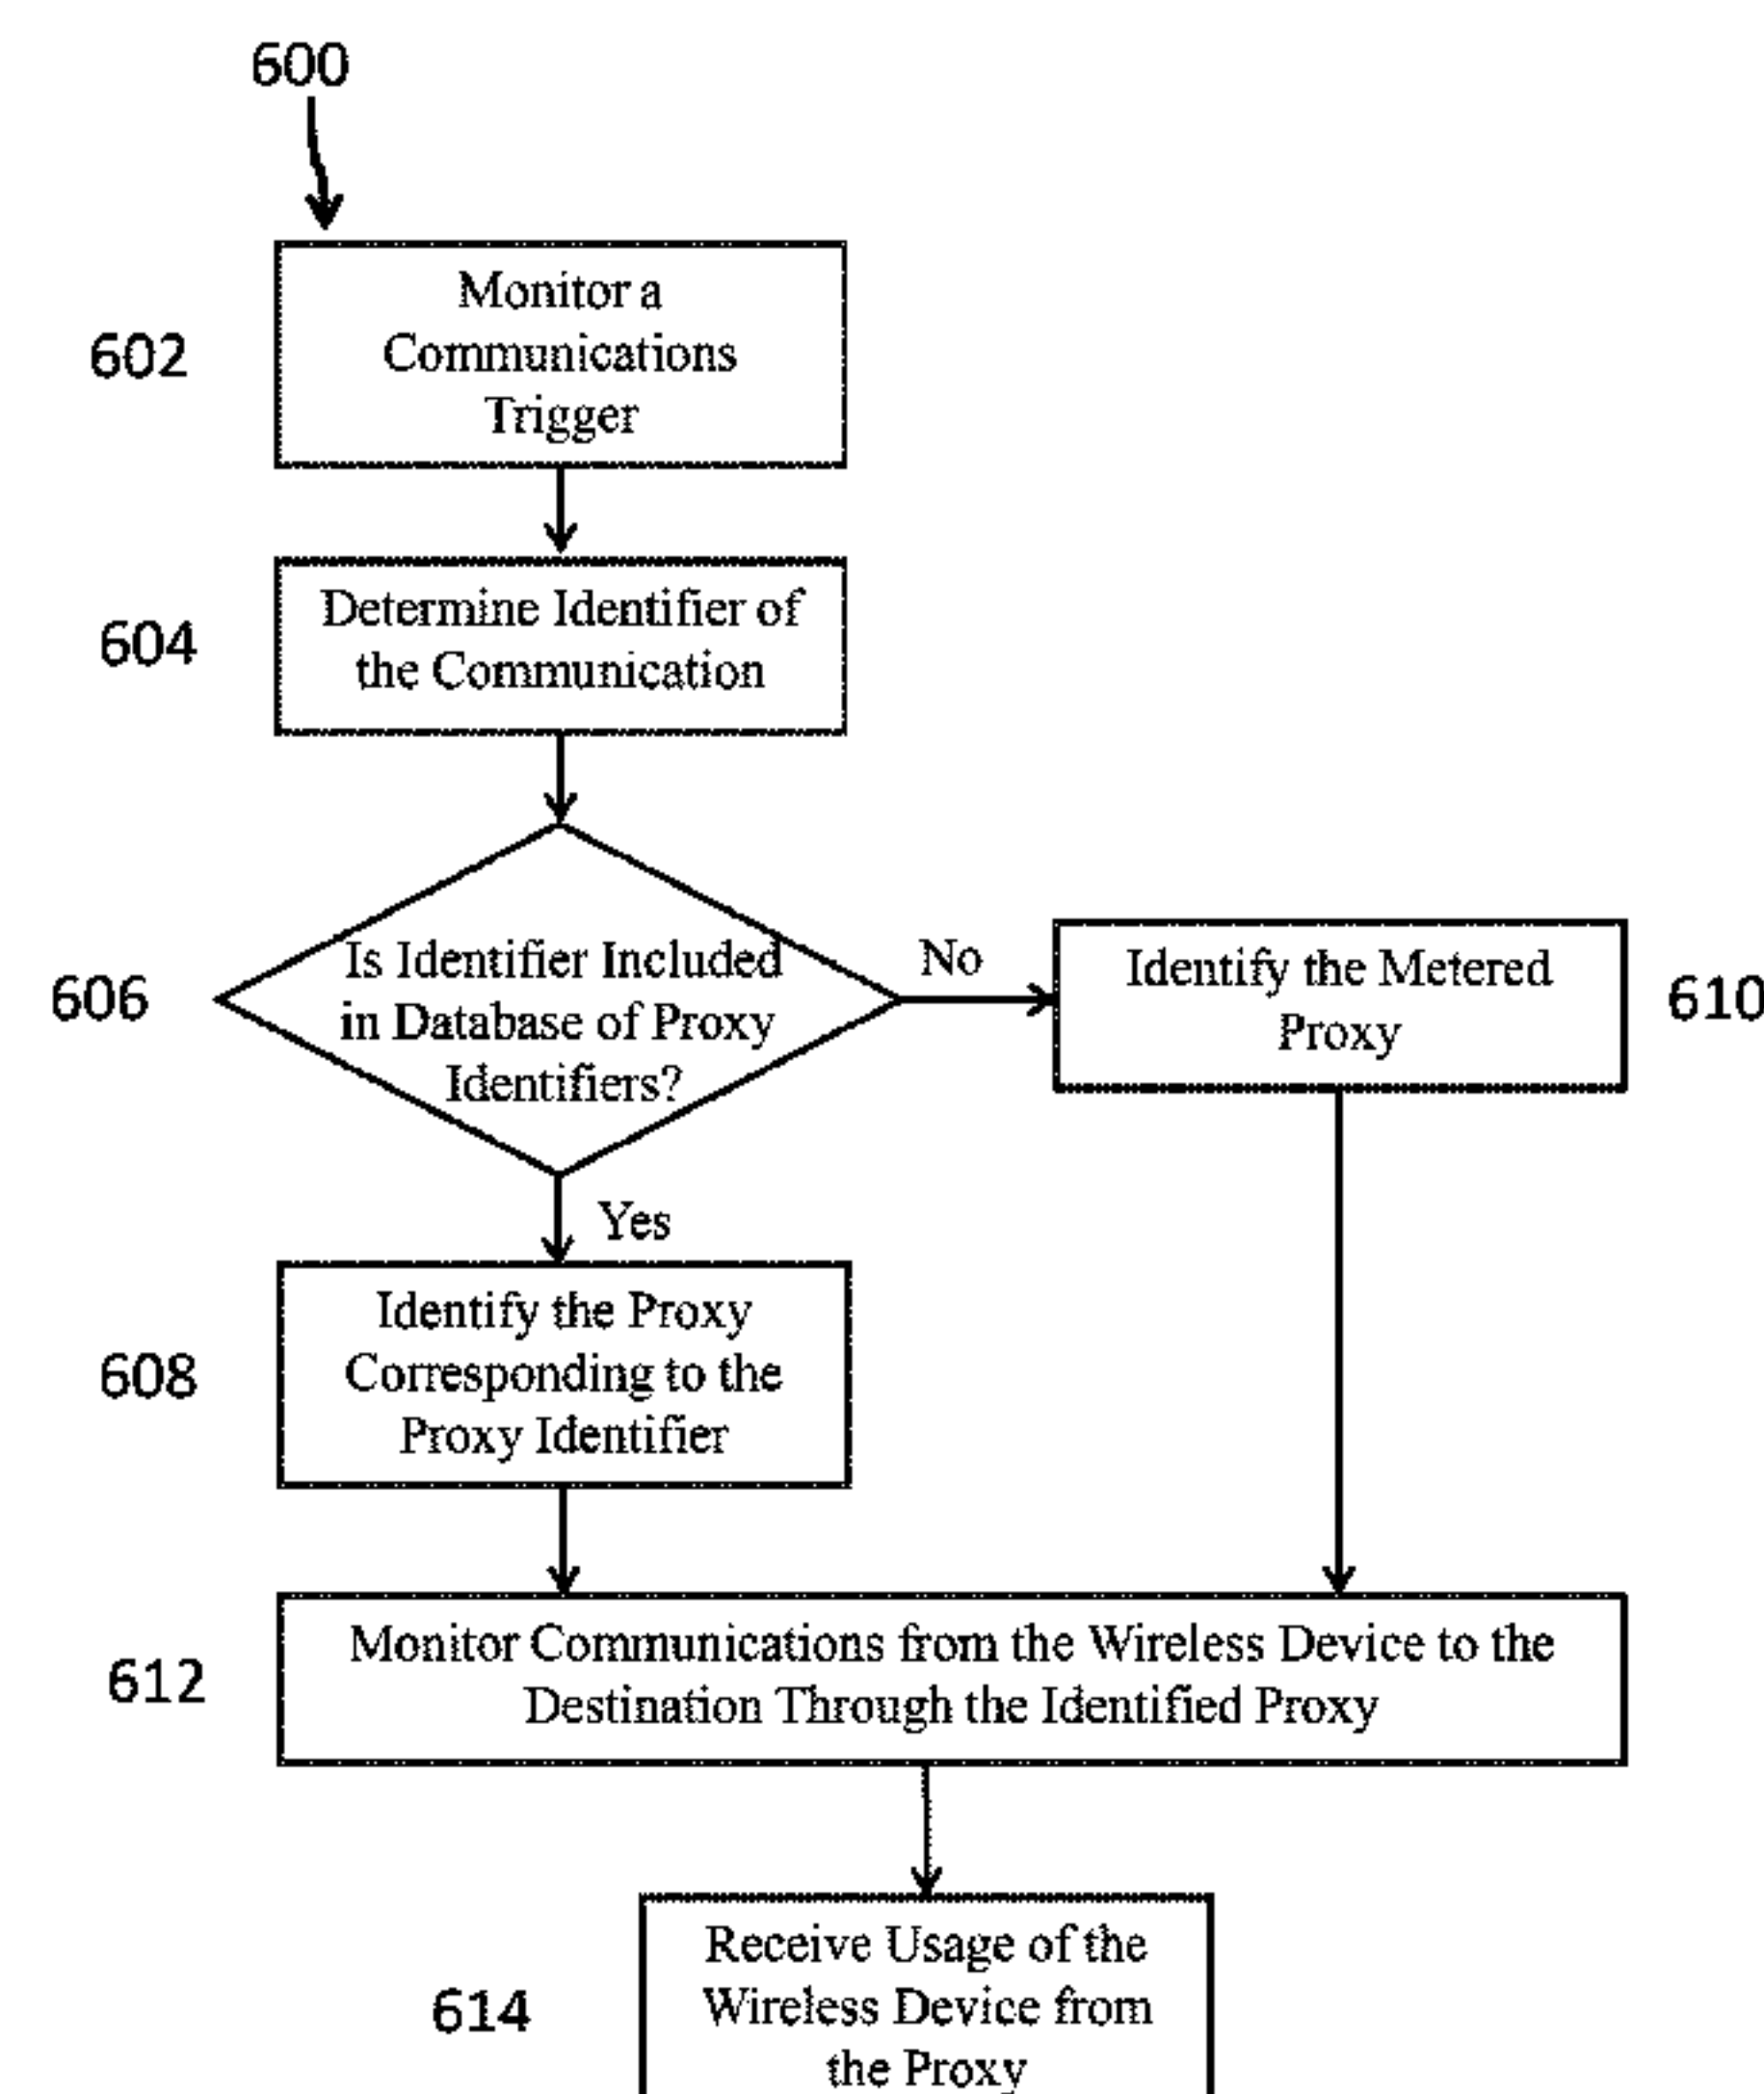 600
602
Monitor a
Communications
Trigger
604
Determine Identifier of
the Communication
606
Is Identifier Included
in Database of Proxy
Identifiers?
No
Identify the Metered
Proxy
610
Yes
608
Identify the Proxy
Corresponding to the
Proxy Identifier
612
Monitor Communications from the Wireless Device to the
Destination Through the Identified Proxy
614
Receive Usage of the
Wireless Device from
the Proxy